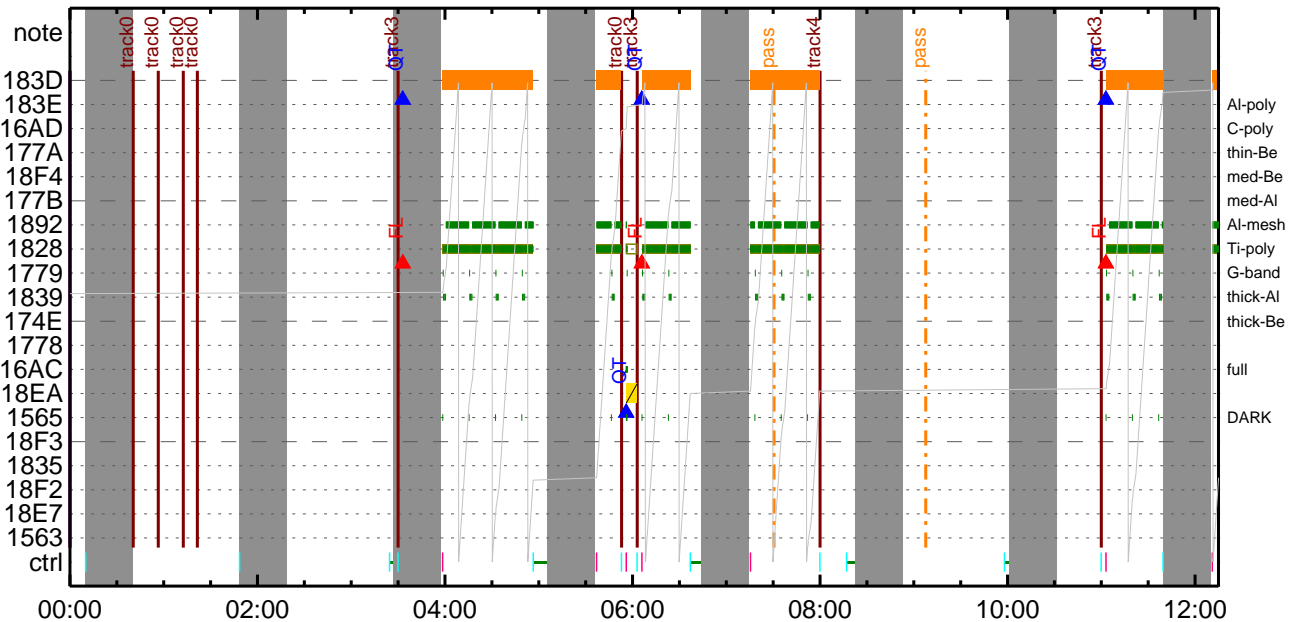 note
track0
track0
track0
track0
track3
QT
track0
track3
QT
pass
track4
pass
track3
QT
183D
183E
Al-poly
16AD
C-poly
177A
thin-Be
18F4
med-Be
177B
med-Al
1892
Al-mesh
FL
FL
FL
1828
Ti-poly
1779
G-band
1839
thick-Al
174E
thick-Be
1778
16AC
full
QT
18EA
1565
DARK
18F3
1835
18F2
18E7
1563
ctrl
00:00 02:00 04:00 06:00 08:00 10:00 12:00